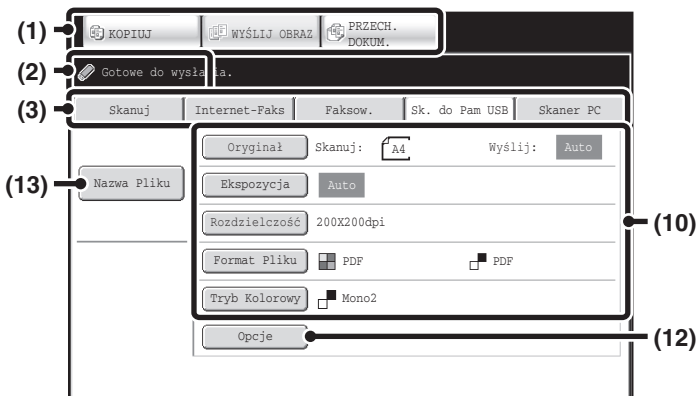 (1) KOPIUJ WYŚLIJ OBRAZ PRZECH.
DOKUM.
(2) Gotowe do wysłania.
(3) Skanuj Internet-Faks Faksow. Sk. do Pam USB Skaner PC
Oryginał Skanuj: A4 Wyślij: Auto
(13) Nazwa Pliku Ekspozycja Auto
Rozdzielczość 200X200dpi (10)
Format Pliku PDF PDF
Tryb Kolorowy Mono2
Opcje (12)